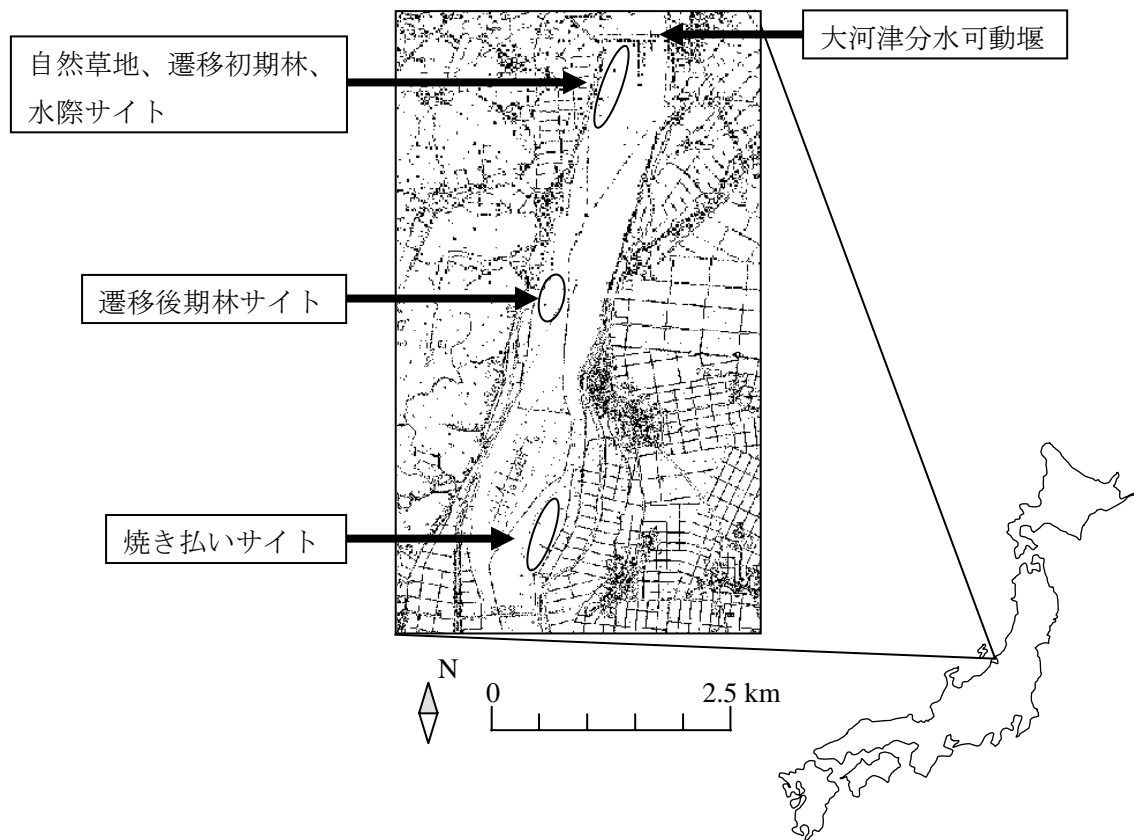 大河津分水可動堰
自然草地、遷移初期林、
水際サイト
遷移後期林サイト
焼き払いサイト
N
0
2.5 km